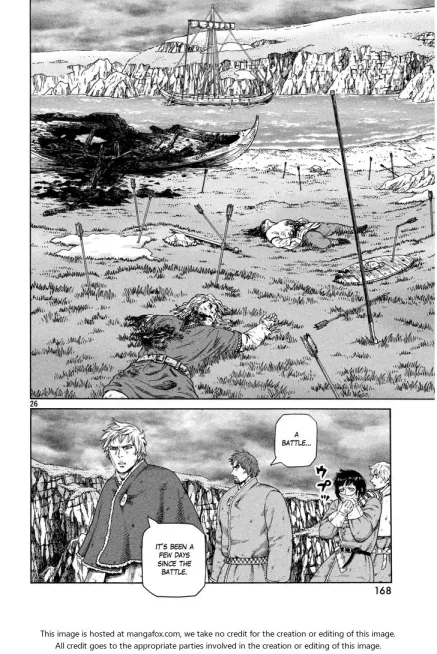 26
A
BATTLE...
ウプッ
IT'S BEEN A
FEW DAYS
SINCE THE
BATTLE.
168
This image is hosted at mangafox.com, we take no credit for the creation or editing of this image.
All credit goes to the appropriate parties involved in the creation or editing of this image.